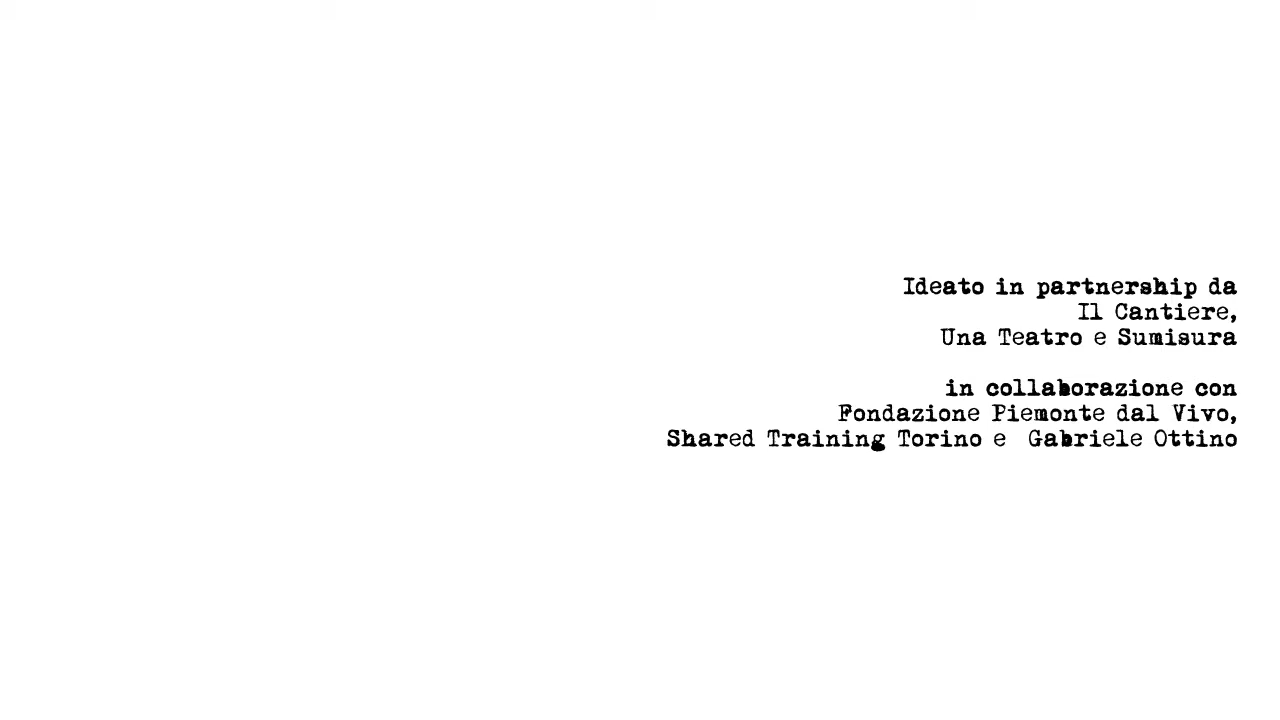 Ideato in partnership da
Il Cantiere,
Una Teatro e Sumisura
in collaborazione con
Fondazione Piemonte dal Vivo,
Shared Training Torino e Gabriele Ottino